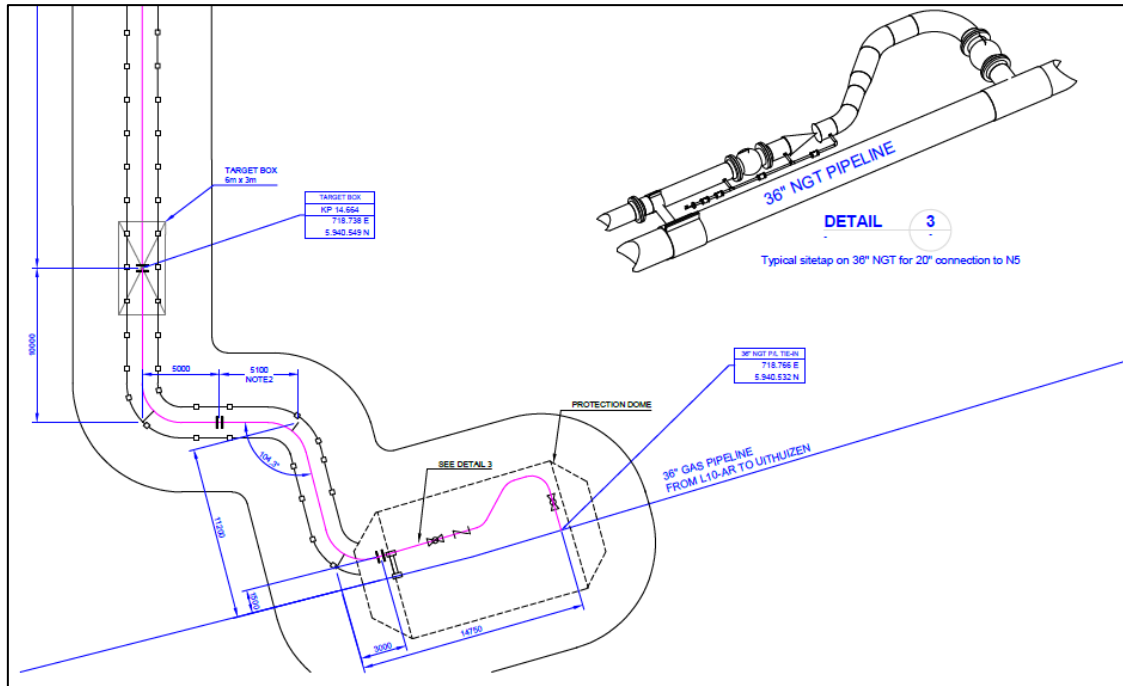 TARGET BOX
6m x 3m
TARGET BOX
KP 14.664
718.738 E
5.940.549 N
36" NGT PIPELINE
DETAIL 3
-
-
Typical sitetap on 36" NGT for 20" connection to N5
10000
5000
5100
NOTE2
36" NGT P/L TIE-IN
718.766 E
5.940.532 N
PROTECTION DOME
104.3°
SEE DETAIL 3
36" GAS PIPELINE
FROM L10-AR TO UITHUIZEN
11200
1500
3000
14750